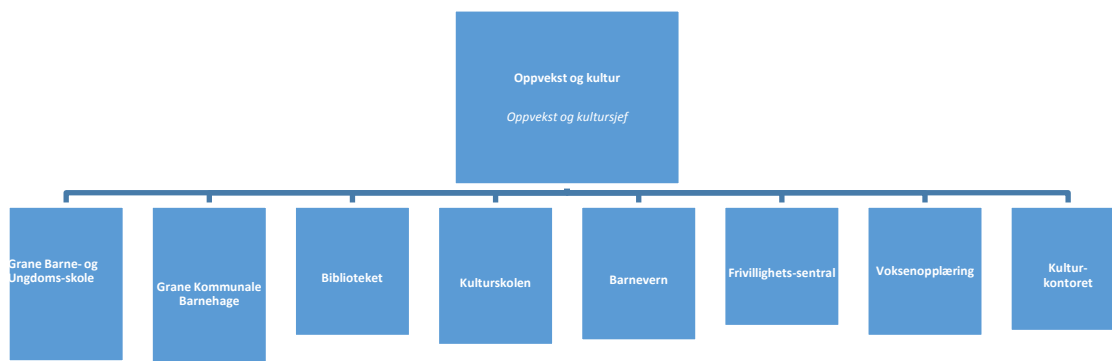 Oppvekst og kultur
Oppvekst og kultursjef
Grane Barne- og
Ungdoms-skole
Grane Kommunale
Barnehage
Biblioteket
Kulturskolen
Barnevern
Frivillighets-sentral
Voksenopplæring
Kultur-
kontoret